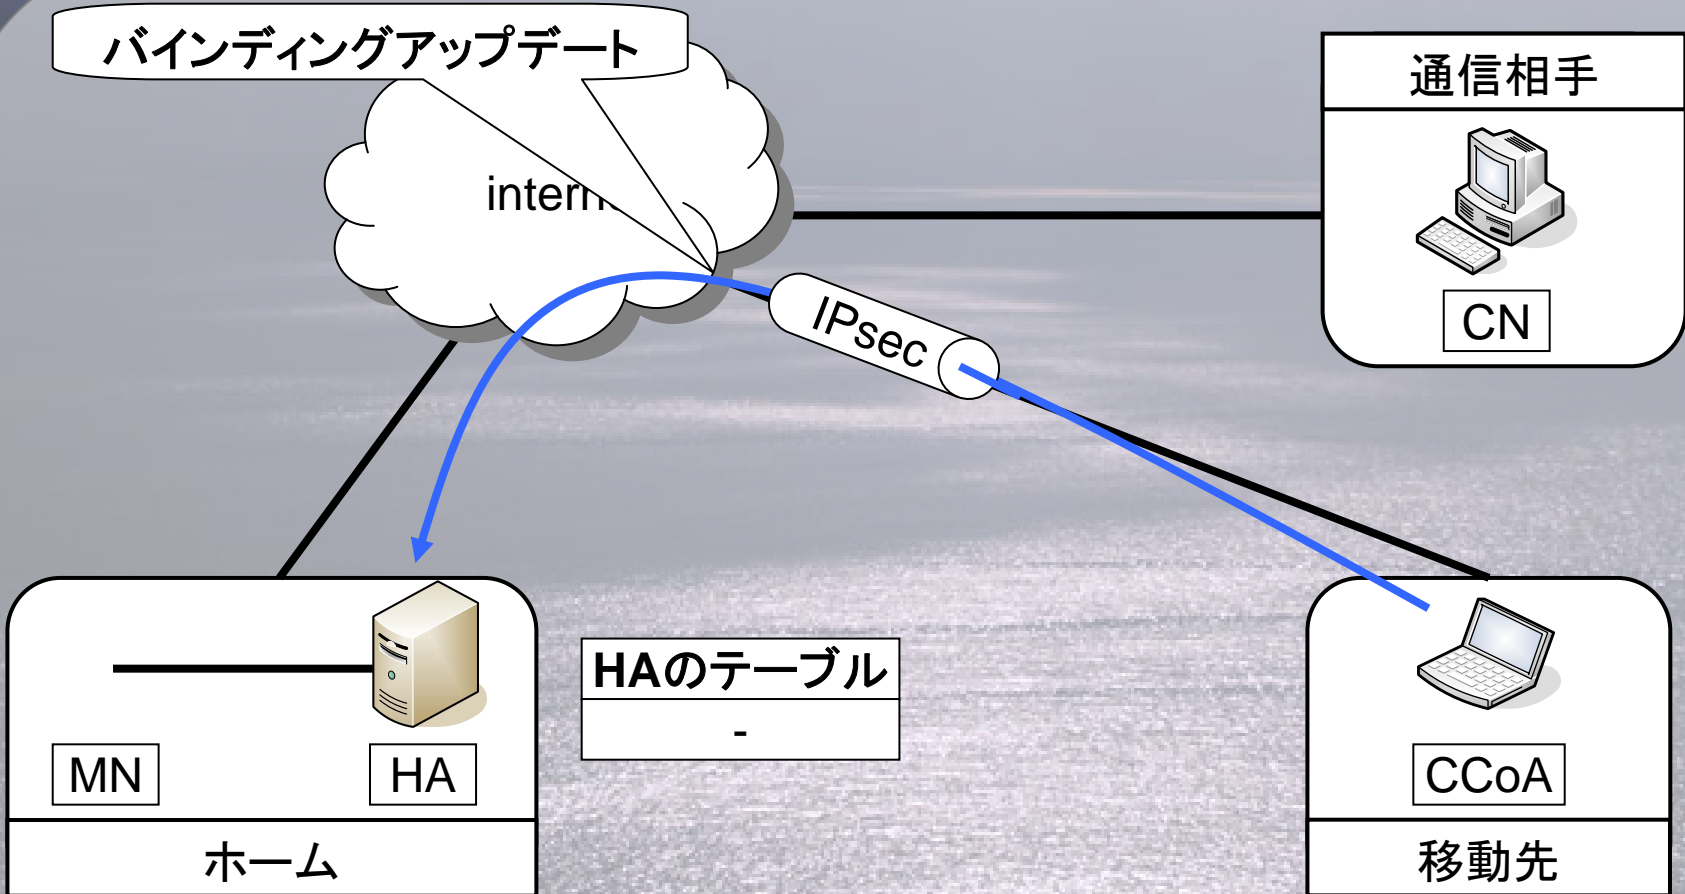 バインディングアップデート
通信相手
CN
IPsec
HAのテーブル
-
MN
HA
ホーム
CCoA
移動先